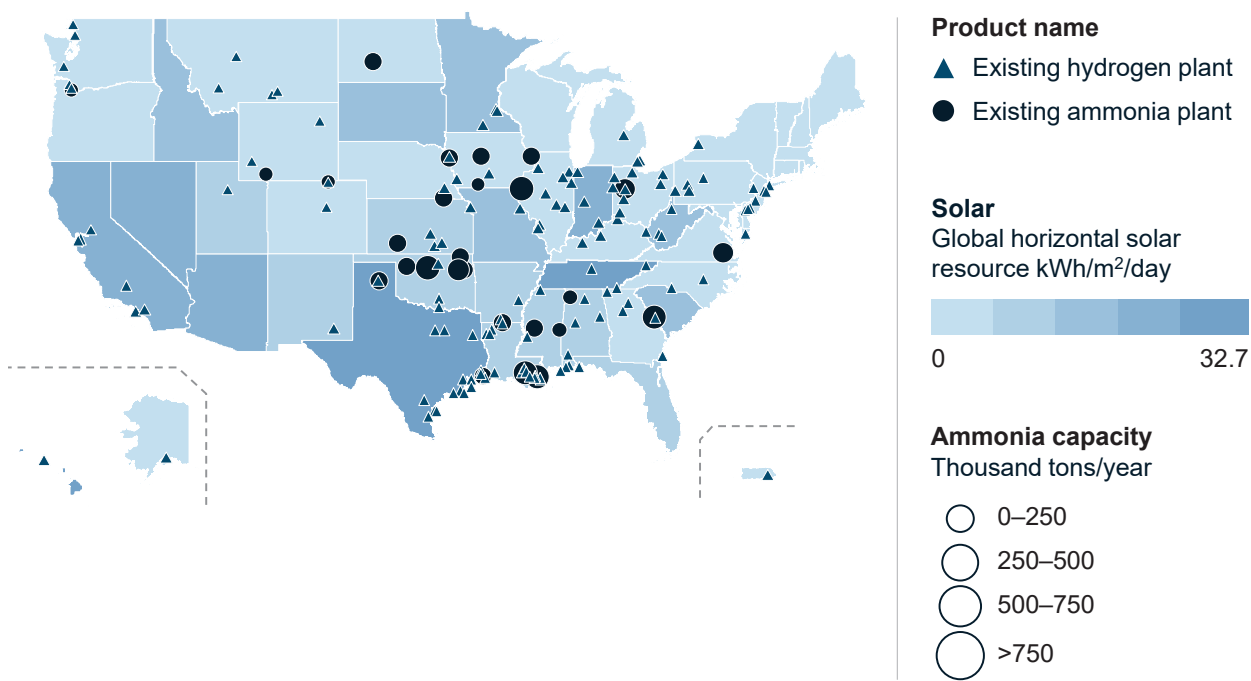 Product name
Existing hydrogen plant
Existing ammonia plant
Solar
Global horizontal solar
resource kWh/m²/day
0
32.7
Ammonia capacity
Thousand tons/year
0–250
250–500
500–750
>750